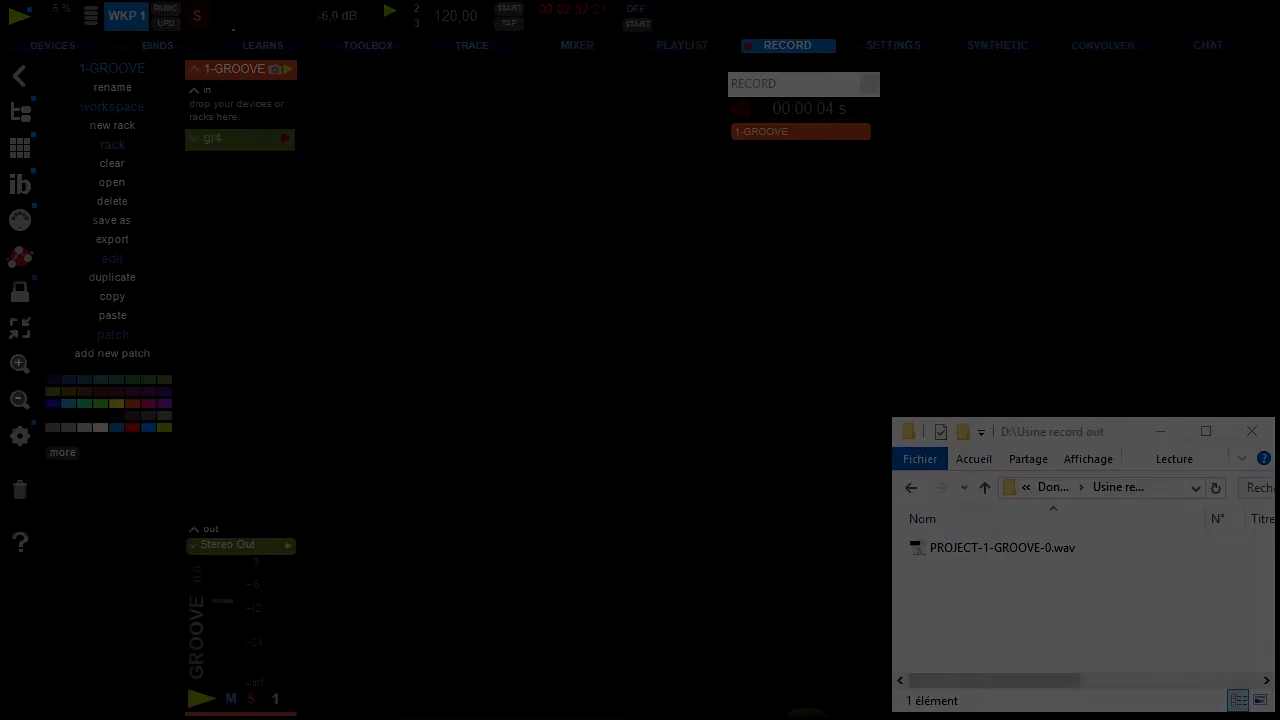 5 %
WKP 1
PANIC
UPD
S
-6,0 dB
2
3
120,00
START
TAP
OFF
START
DEVICES BINDS LEARNS TOOLBOX TRACE MIXER PLAYLIST RECORD SETTINGS SYNTHETIC CONVOLVER CHAT
1-GROOVE
rename
workspace
new rack
rack
clear
open
delete
save as
export
edit
duplicate
copy
paste
patch
add new patch
more
ib
?
1-GROOVE
in
drop your devices or
racks here.
gr4
out
Stereo Out
0
-6
-12
-24
-inf
0,0
GROOVE
M S 1
RECORD
00:00:04 s
1-GROOVE
D:\Usine record out
Fichier Accueil Partage Affichage Lecture
« Don... > Usine re...
Reche
Nom N° Titre
PROJECT-1-GROOVE-0.wav
1 élément